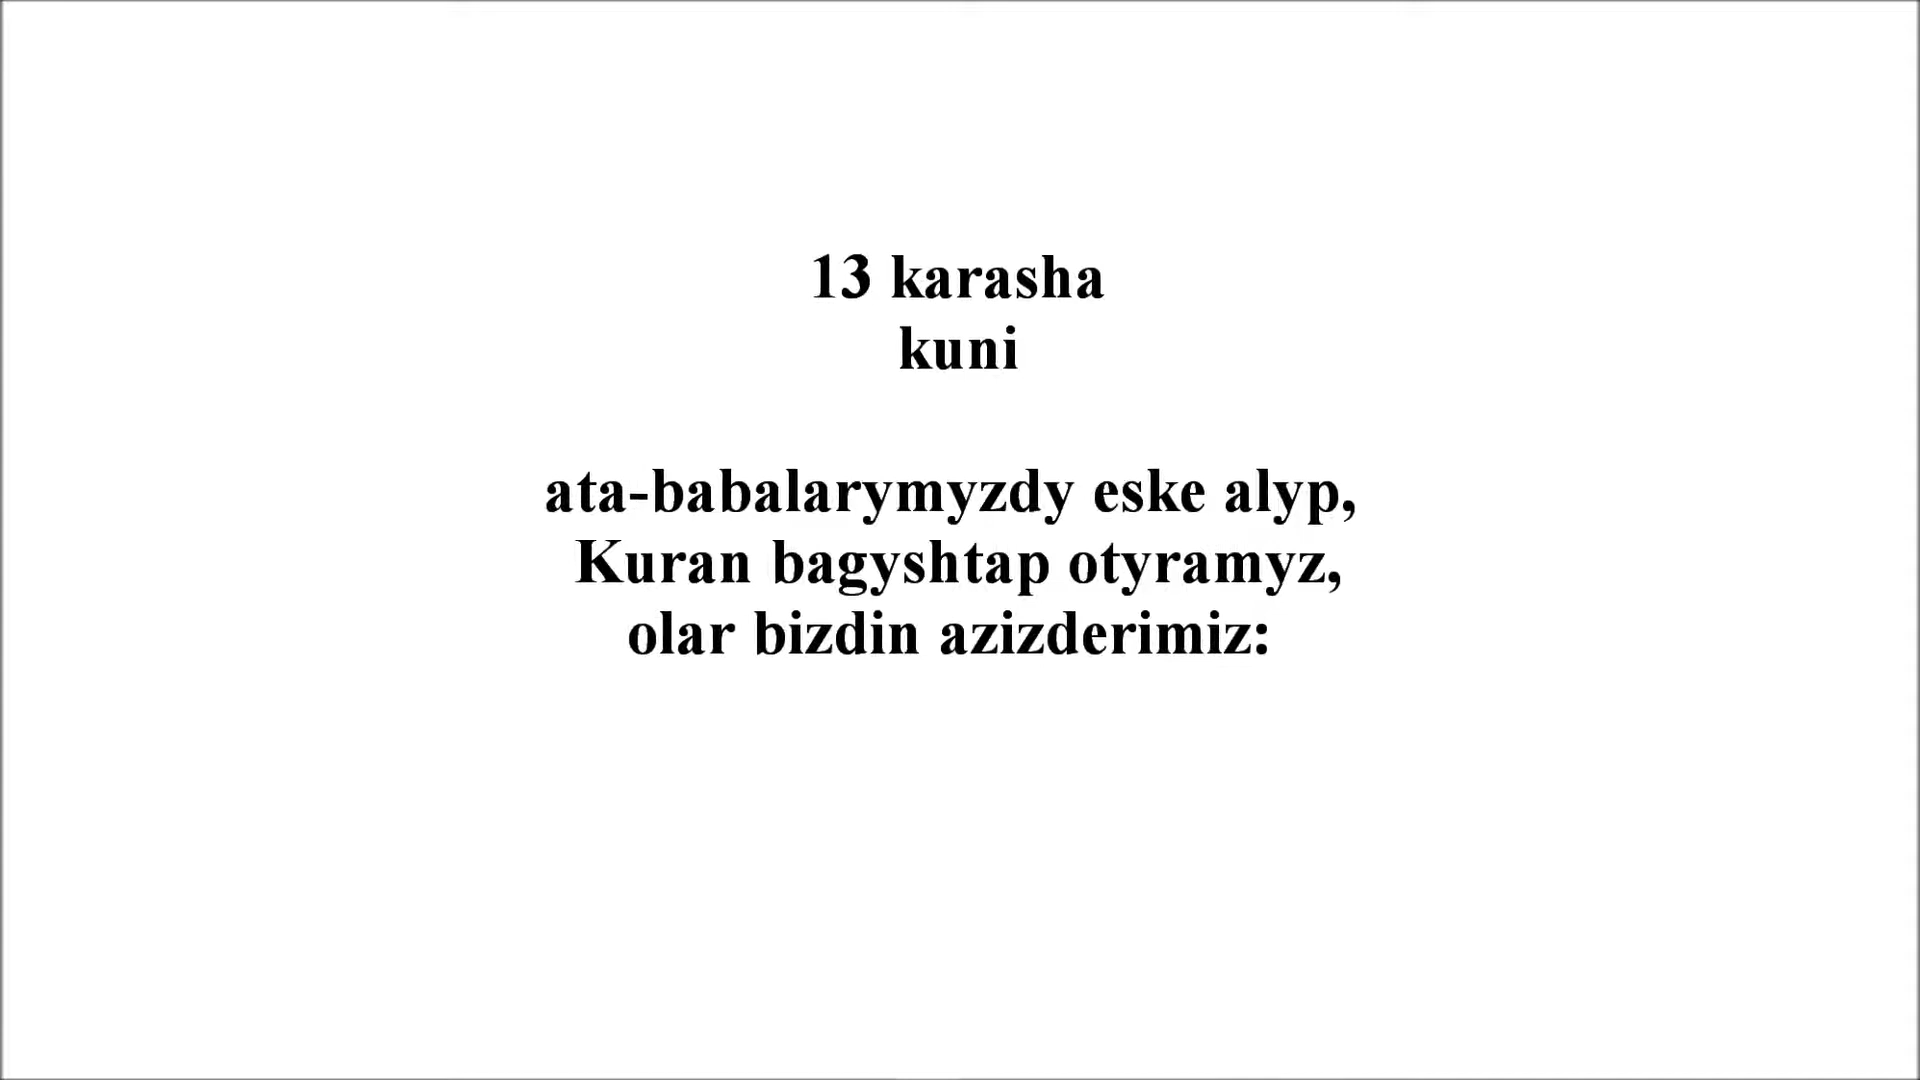 13 karasha
kuni
ata-babalarymyzdy eske alyp,
Kuran bagyshtap otyramyz,
olar bizdin azizderimiz: